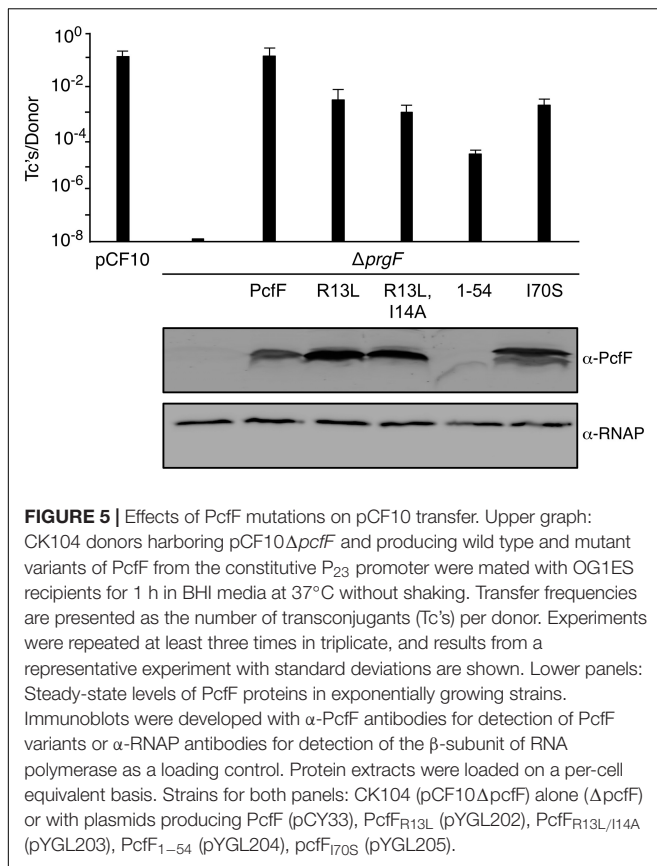 10⁰
10⁻²
10⁻⁴
10⁻⁶
10⁻⁸
Tc's/Donor
pCF10
ΔprgF
PcfF R13L R13L, I14A 1-54 I70S
α-PcfF
α-RNAP
FIGURE 5 | Effects of PcfF mutations on pCF10 transfer. Upper graph:
CK104 donors harboring pCF10ΔpcfF and producing wild type and mutant
variants of PcfF from the constitutive P₂₃ promoter were mated with OG1ES
recipients for 1 h in BHI media at 37°C without shaking. Transfer frequencies
are presented as the number of transconjugants (Tc's) per donor. Experiments
were repeated at least three times in triplicate, and results from a
representative experiment with standard deviations are shown. Lower panels:
Steady-state levels of PcfF proteins in exponentially growing strains.
Immunoblots were developed with α-PcfF antibodies for detection of PcfF
variants or α-RNAP antibodies for detection of the β-subunit of RNA
polymerase as a loading control. Protein extracts were loaded on a per-cell
equivalent basis. Strains for both panels: CK104 (pCF10Δpcff) alone (Δpcff)
or with plasmids producing PcfF (pCY33), PcfF_R13L (pYGL202), PcfF_R13L/I14A
(pYGL203), PcfF₁₋₅₄ (pYGL204), pcfF_I70S (pYGL205).